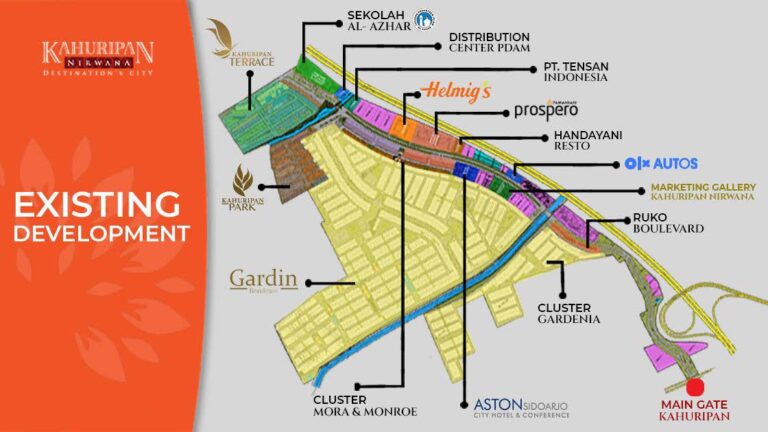 KAHURIPAN
NIRWANA
DESTINATION'S CITY
EXISTING
DEVELOPMENT
SEKOLAH
AL- AZHAR
DISTRIBUTION
CENTER PDAM
KAHURIPAN
TERRACE
PT. TENSAN
INDONESIA
Helmig's
prospero
HANDAYANI
RESTO
olx AUTOS
MARKETING GALLERY
KAHURIPAN NIRWANA
KAHURIPAN
PARK
RUKO
BOULEVARD
Gardin
Residence
CLUSTER
GARDENIA
CLUSTER
MORA & MONROE
ASTON SIDOARJO
CITY HOTEL & CONFERENCE
MAIN GATE
KAHURIPAN